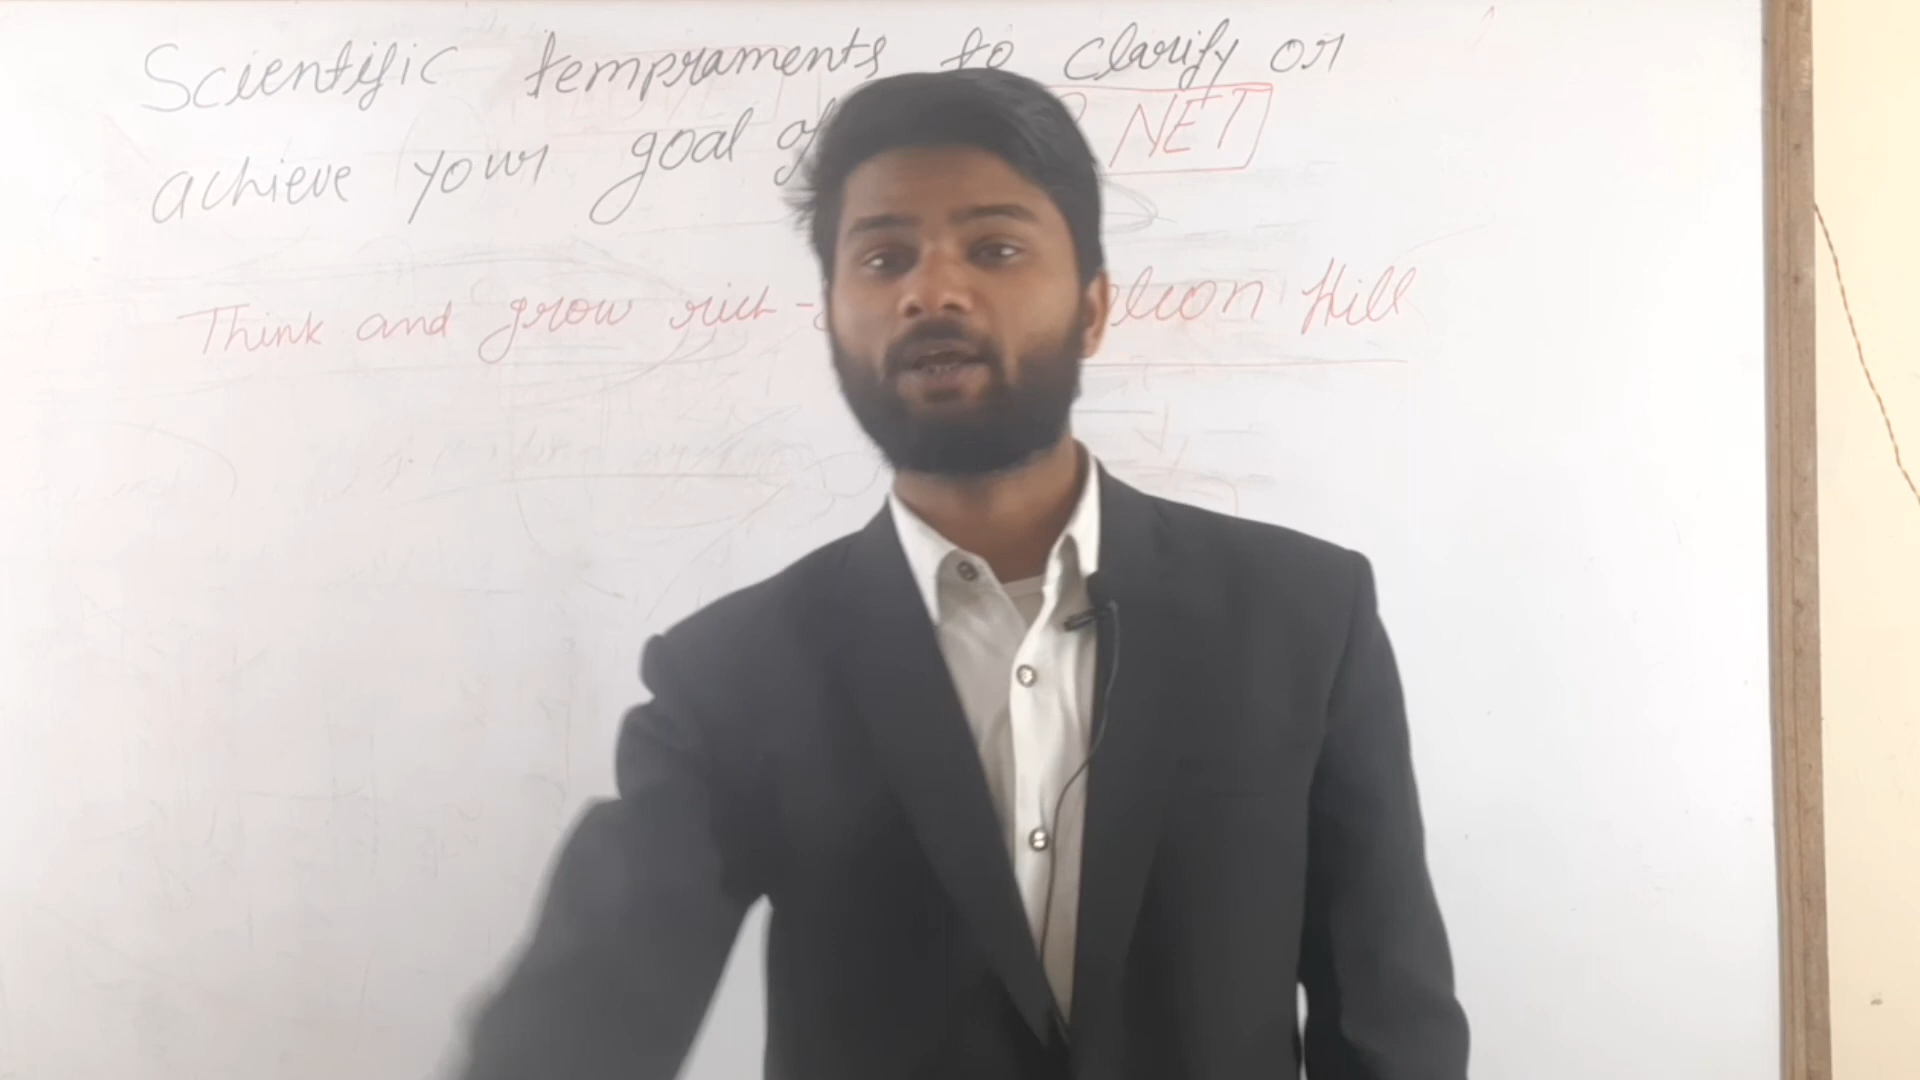 Scientific tempraments to clarify or
achieve your goal of NET
Think and grow rich - Hill